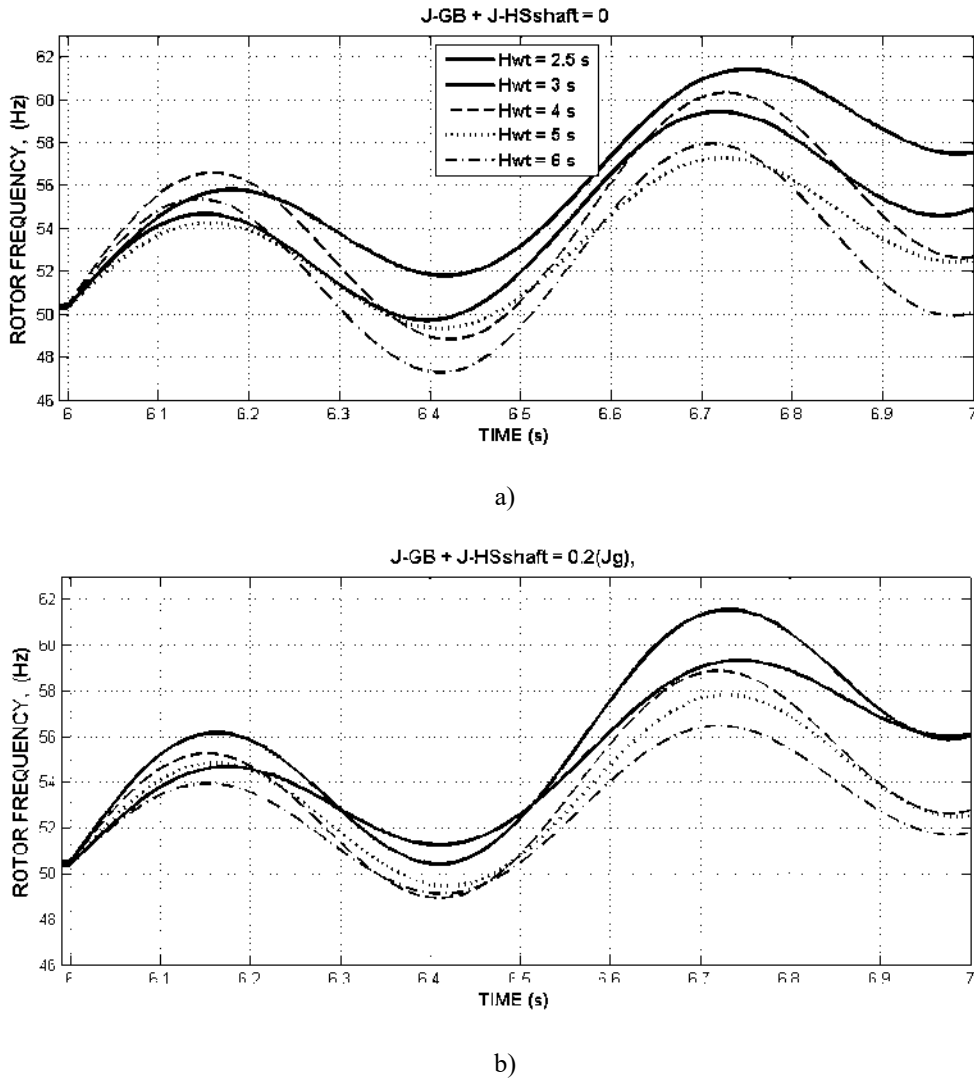 J-GB + J-HSshaft = 0
Hwt = 2.5 s
Hwt = 3 s
Hwt = 4 s
Hwt = 5 s
Hwt = 6 s
ROTOR FREQUENCY, (Hz)
62
60
58
56
54
52
50
48
46
6 6.1 6.2 6.3 6.4 6.5 6.6 6.7 6.8 6.9 7
TIME (s)
a)
J-GB + J-HSshaft = 0.2(Jg),
ROTOR FREQUENCY, (Hz)
62
60
58
56
54
52
50
48
46
6 6.1 6.2 6.3 6.4 6.5 6.6 6.7 6.8 6.9 7
TIME (s)
b)